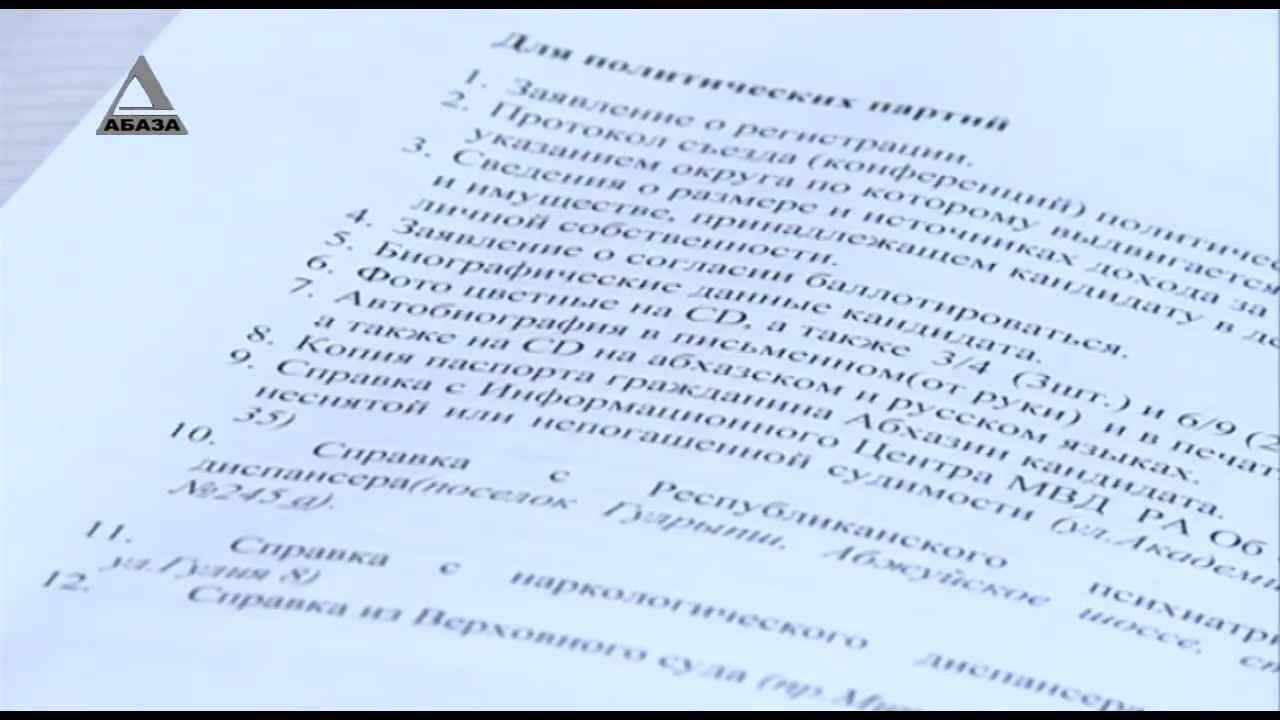 АБАЗА
Для политических партий
1. Заявление о регистрации.
2. Протокол съезда (конференций)
указанием округа по которому выдвигается
3. Сведения о размере и источниках дохода за
и имуществе, принадлежащем кандидату в
личной собственности.
4. Заявление о согласии баллотироваться.
5. Биографические данные кандидата.
6. Фото цветные на CD, а также 3/4 (3шт.) и 6/9
7. Автобиография в письменном(от руки) и в
а также на CD на абхазском и русском языках.
8. Копия паспорта гражданина Абхазии кандидата.
9. Справка с Информационного Центра МВД РА Об
неснятой или непогашенной судимости (ул.
35)
10. Справка с Республиканского
диспансера(поселок Гулрыпш, Абжуйское шоссе,
№245 а).
11. Справка с наркологического диспансера
ул.Гулия 8)
12. Справка из Верховного суда (пр